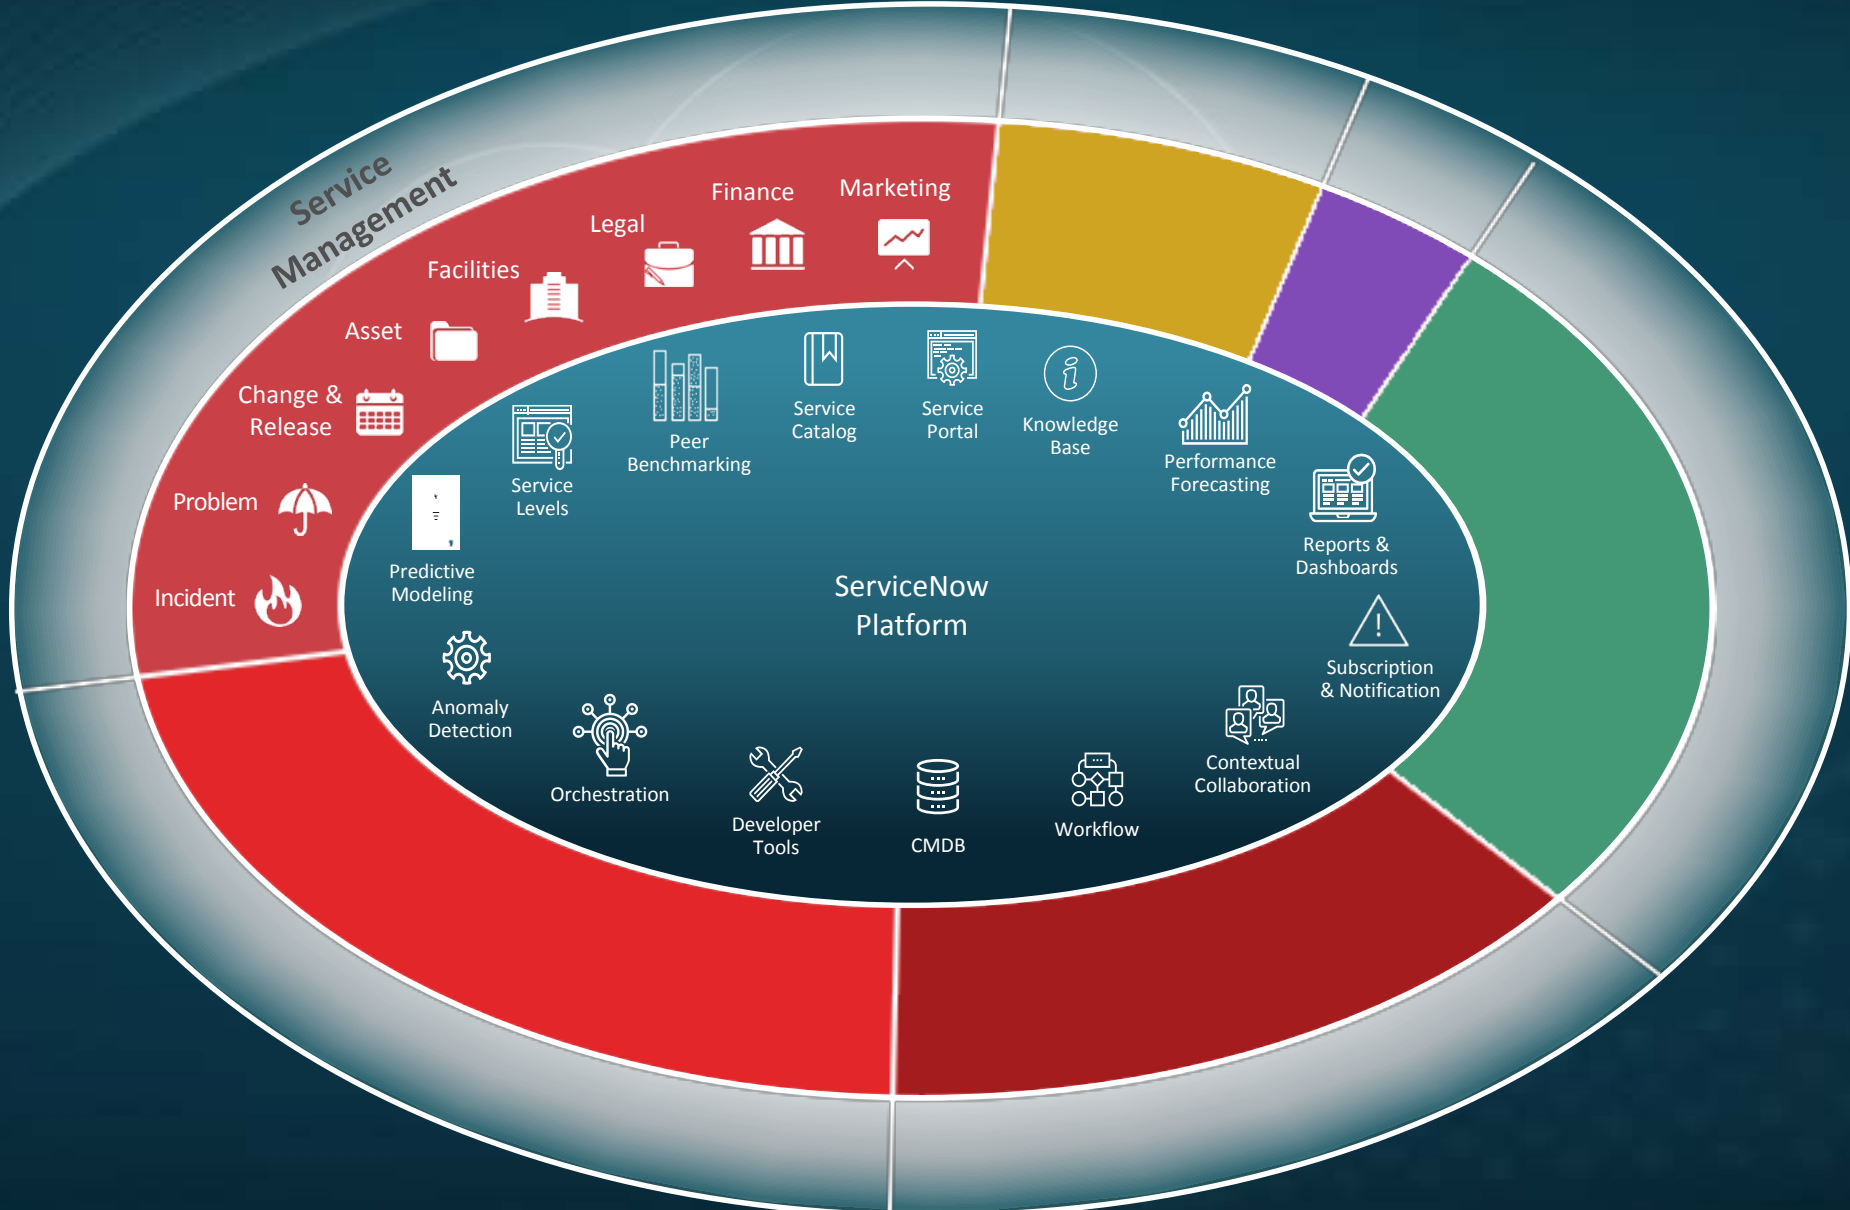 Service
Management
Incident
Problem
Change &
Release
Asset
Facilities
Legal
Finance
Marketing
ServiceNow
Platform
Predictive
Modeling
Service
Levels
Peer
Benchmarking
Service
Catalog
Service
Portal
Knowledge
Base
Performance
Forecasting
Reports &
Dashboards
Subscription
& Notification
Contextual
Collaboration
Workflow
CMDB
Developer
Tools
Orchestration
Anomaly
Detection